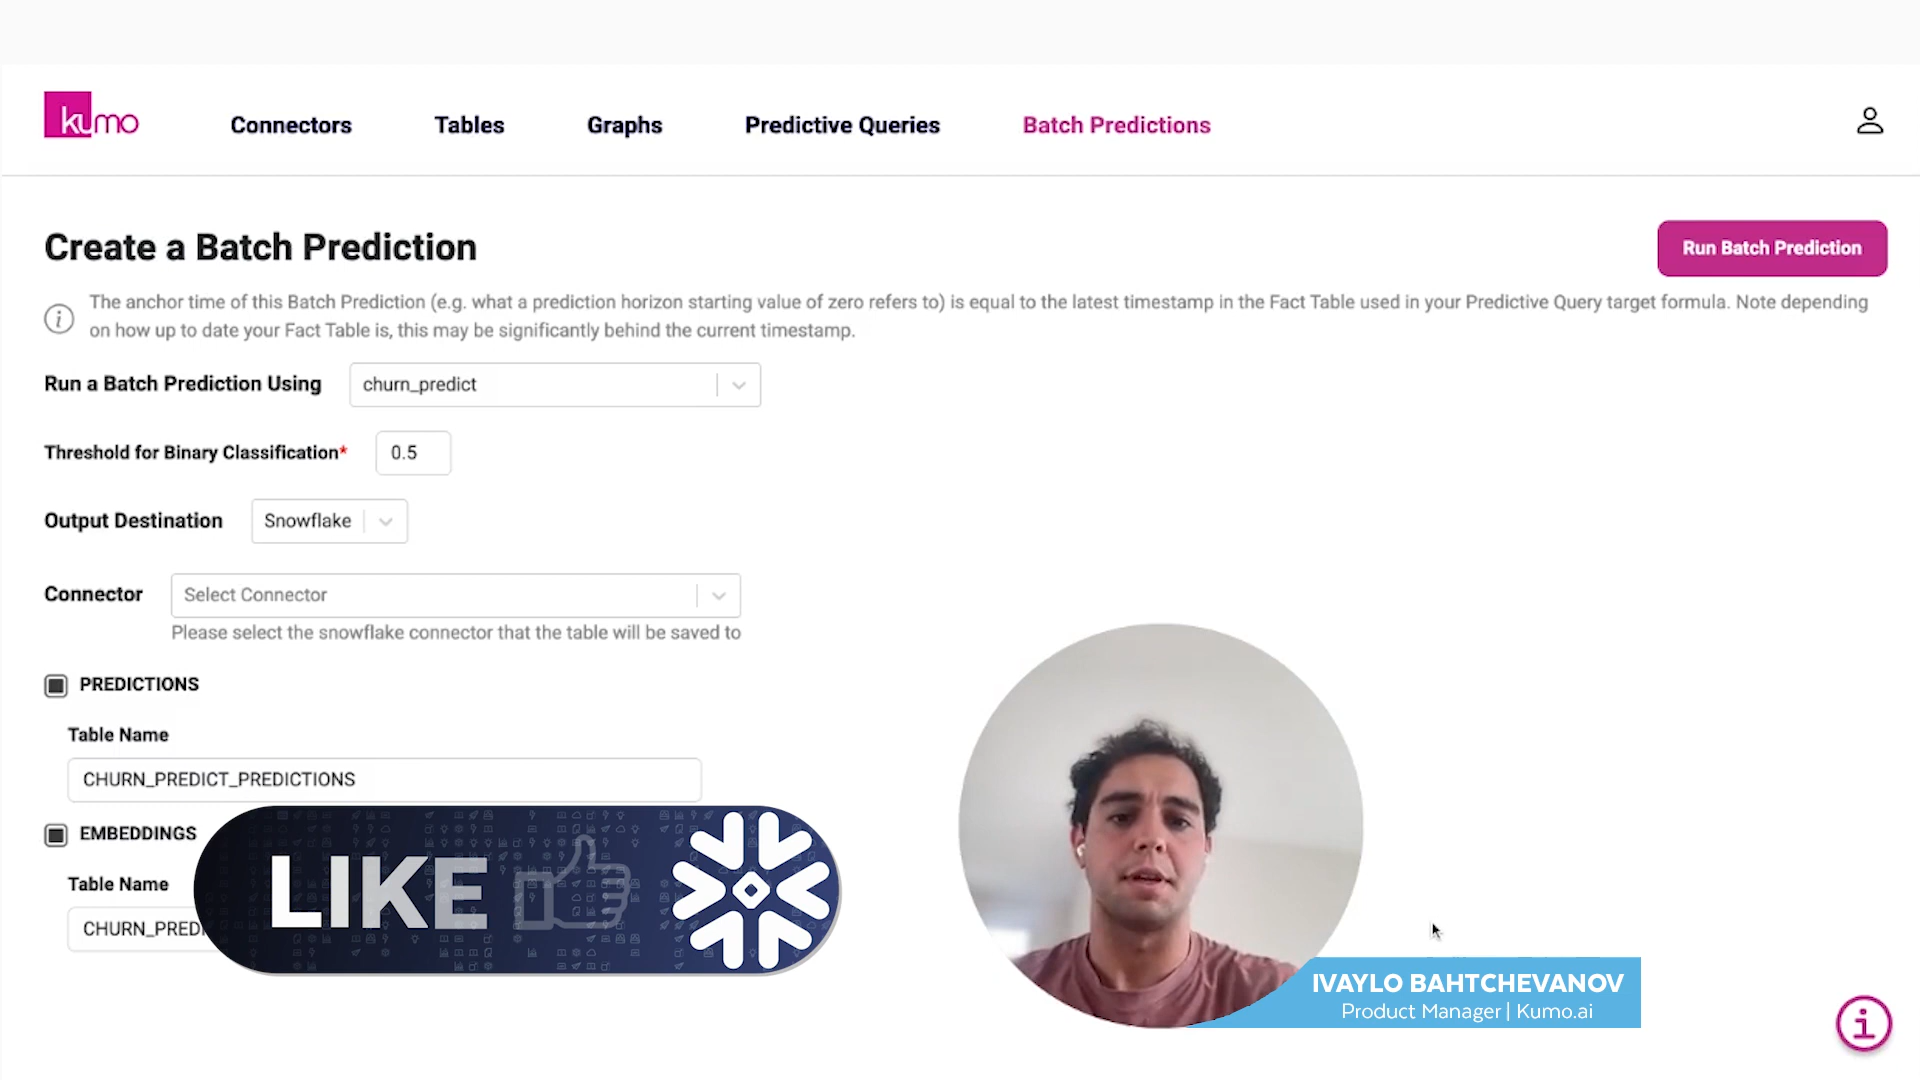 kumo
Connectors
Tables
Graphs
Predictive Queries
Batch Predictions
Create a Batch Prediction
Run Batch Prediction
The anchor time of this Batch Prediction (e.g. what a prediction horizon starting value of zero refers to) is equal to the latest timestamp in the Fact Table used in your Predictive Query target formula. Note depending
on how up to date your Fact Table is, this may be significantly behind the current timestamp.
Run a Batch Prediction Using
churn_predict
Threshold for Binary Classification*
0.5
Output Destination
Snowflake
Connector
Select Connector
Please select the snowflake connector that the table will be saved to
PREDICTIONS
Table Name
CHURN_PREDICT_PREDICTIONS
EMBEDDINGS
Table Name
CHURN_PREDI
LIKE
IVAYLO BAHTCHEVANOV
Product Manager | Kumo.ai